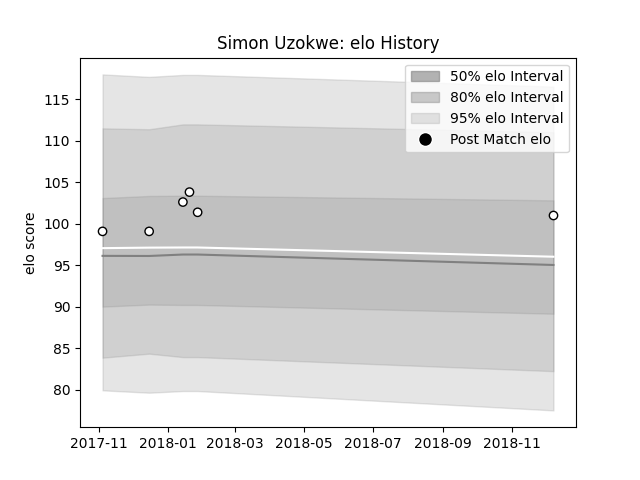 Simon Uzokwe: elo History
50% elo Interval
80% elo Interval
95% elo Interval
Post Match elo
elo score
115
110
105
100
95
90
85
80
2017-11 2018-01 2018-03 2018-05 2018-07 2018-09 2018-11